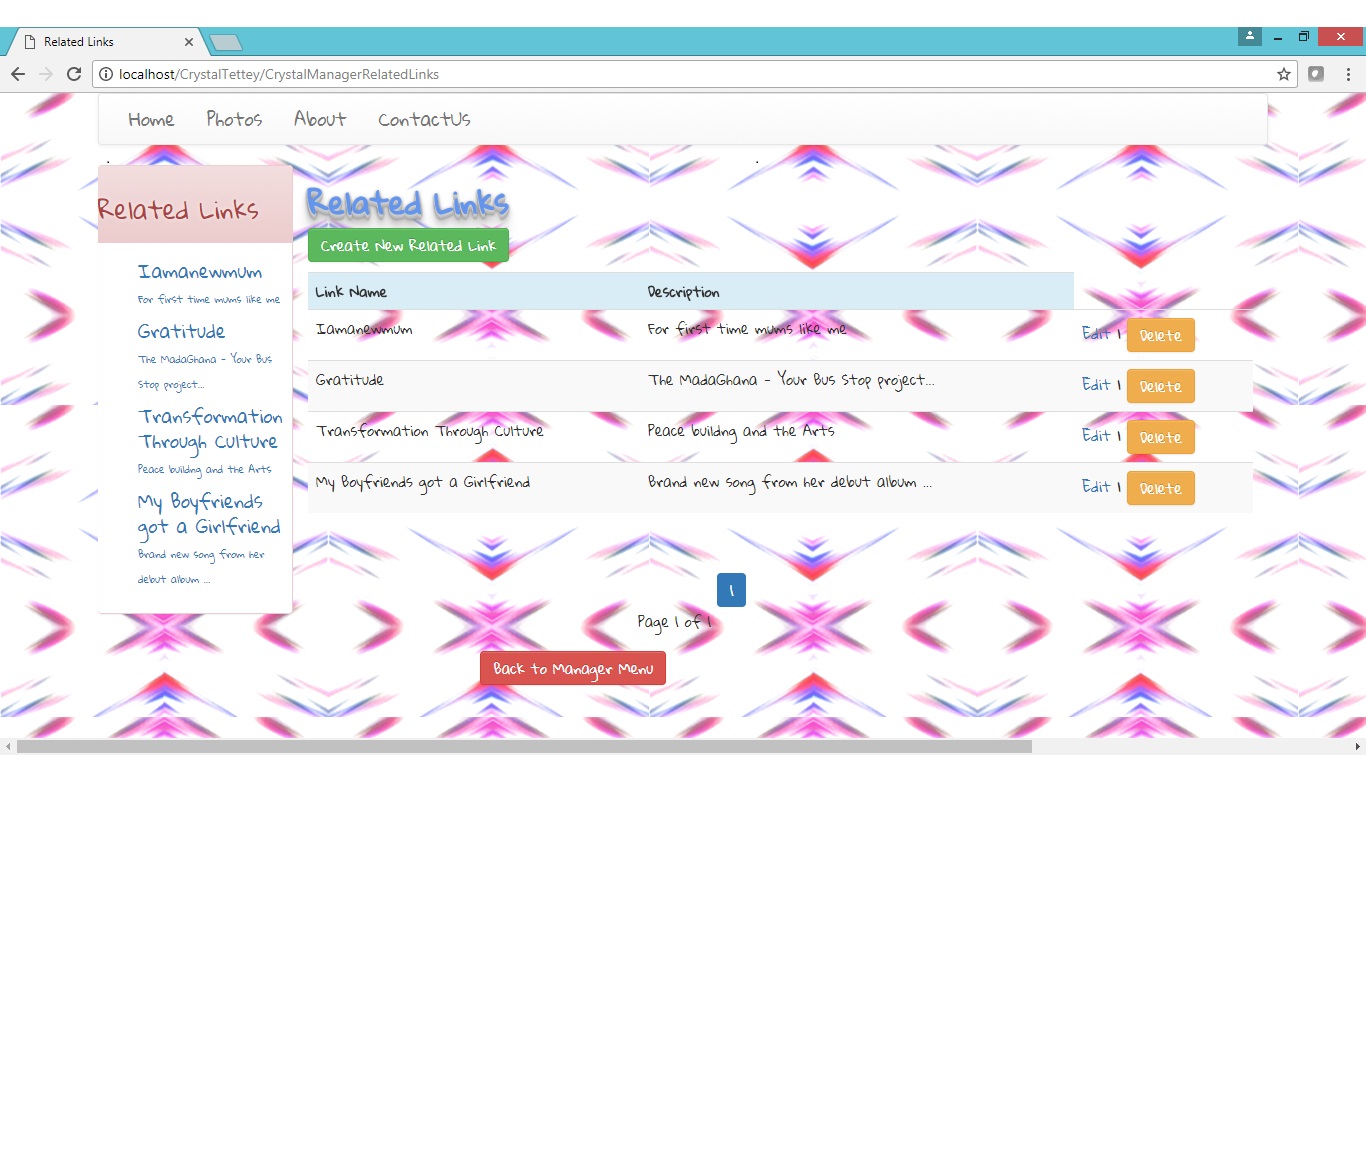 Related Links
localhost/CrystalTettey/CrystalManagerRelatedLinks
Home Photos About ContactUs
Related Links
Iamanewmum
For first time mums like me
Gratitude
The MadaGhana - Your Bus
Stop project...
Transformation
Through Culture
Peace buildng and the Arts
My Boyfriends
got a Girlfriend
Brand new song from her
debut album ...
Related Links
Create New Related Link
Link Name Description
Iamanewmum For first time mums like me Edit | Delete
Gratitude The MadaGhana - Your Bus Stop project... Edit | Delete
Transformation Through Culture Peace buildng and the Arts Edit | Delete
My Boyfriends got a Girlfriend Brand new song from her debut album ... Edit | Delete
1
Page 1 of 1
Back to Manager Menu